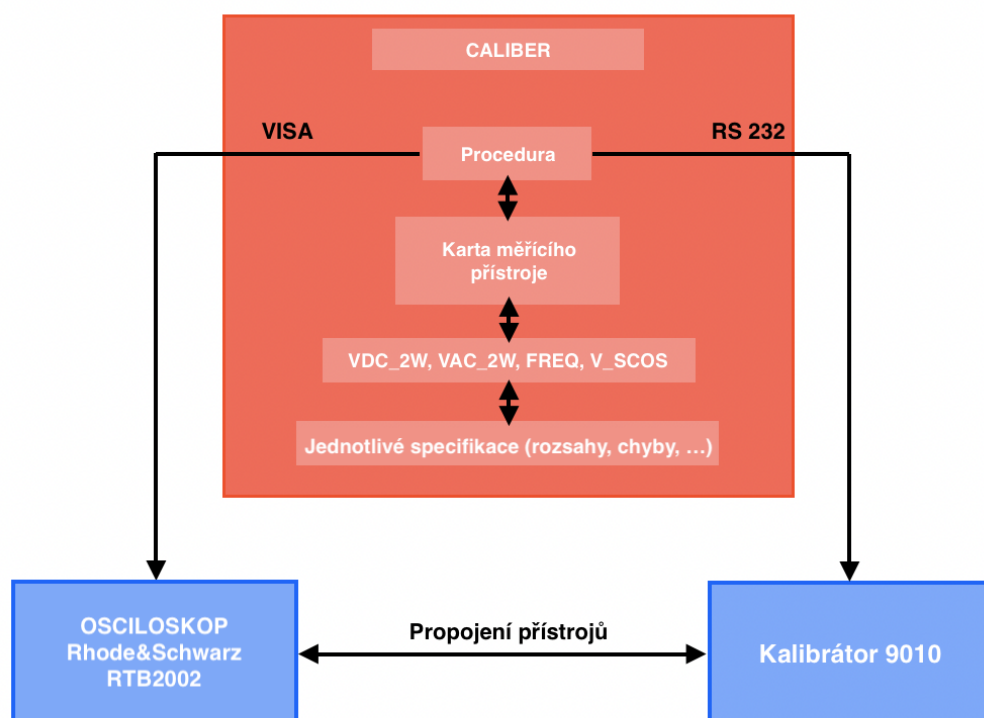 CALIBER
VISA
RS 232
Procedura
Karta měřícího
přístroje
VDC_2W, VAC_2W, FREQ, V_SCOS
Jednotlivé specifikace (rozsahy, chyby, ...)
OSCILOSKOP
Rhode&Schwarz
RTB2002
Propojení přístrojů
Kalibrátor 9010